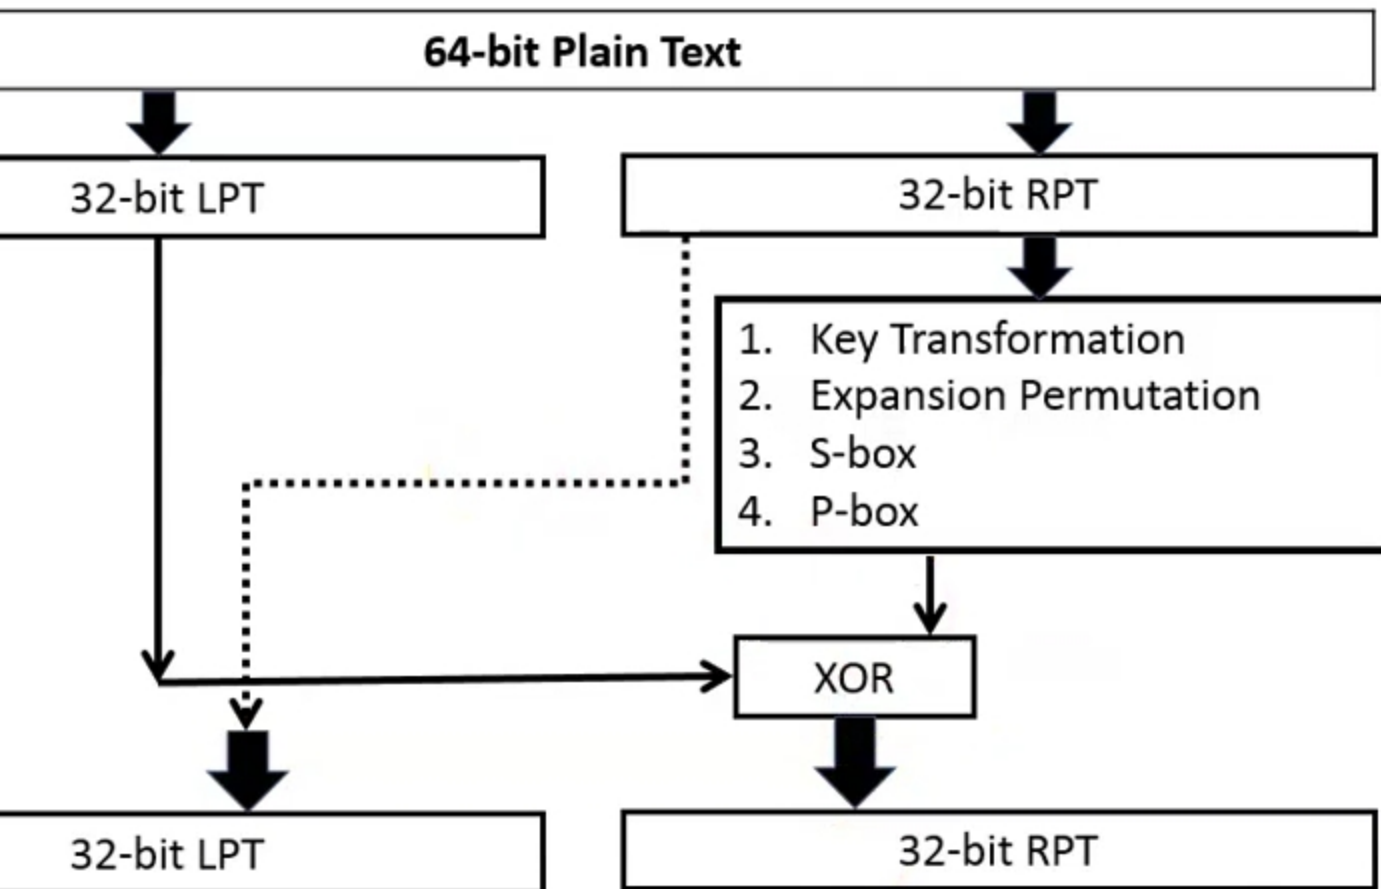 64-bit Plain Text
32-bit LPT
32-bit RPT
1. Key Transformation
2. Expansion Permutation
3. S-box
4. P-box
XOR
32-bit LPT
32-bit RPT